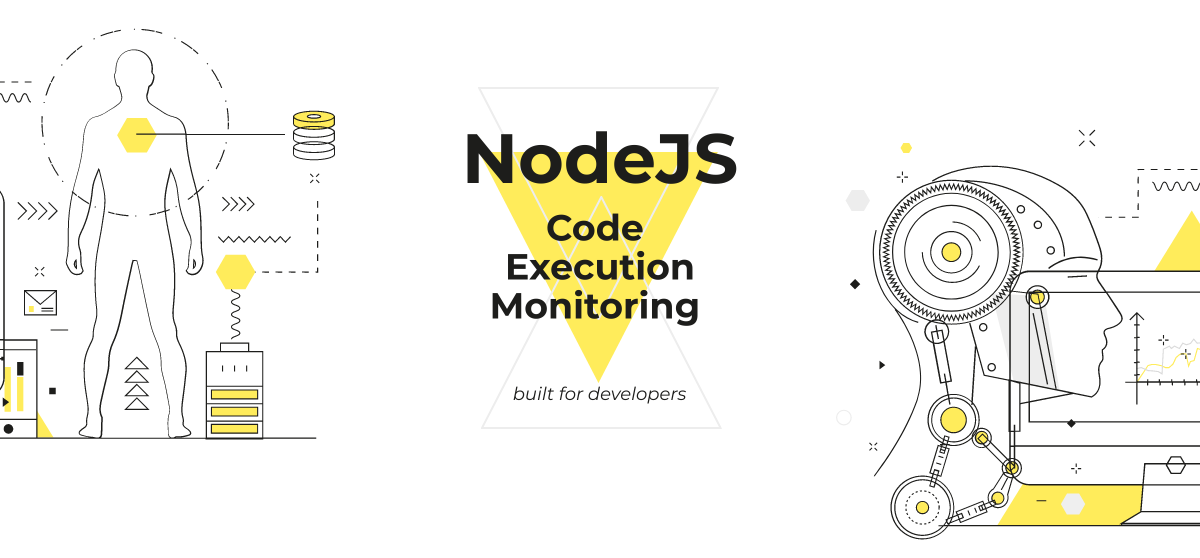 NodeJS
Code
Execution
Monitoring
built for developers